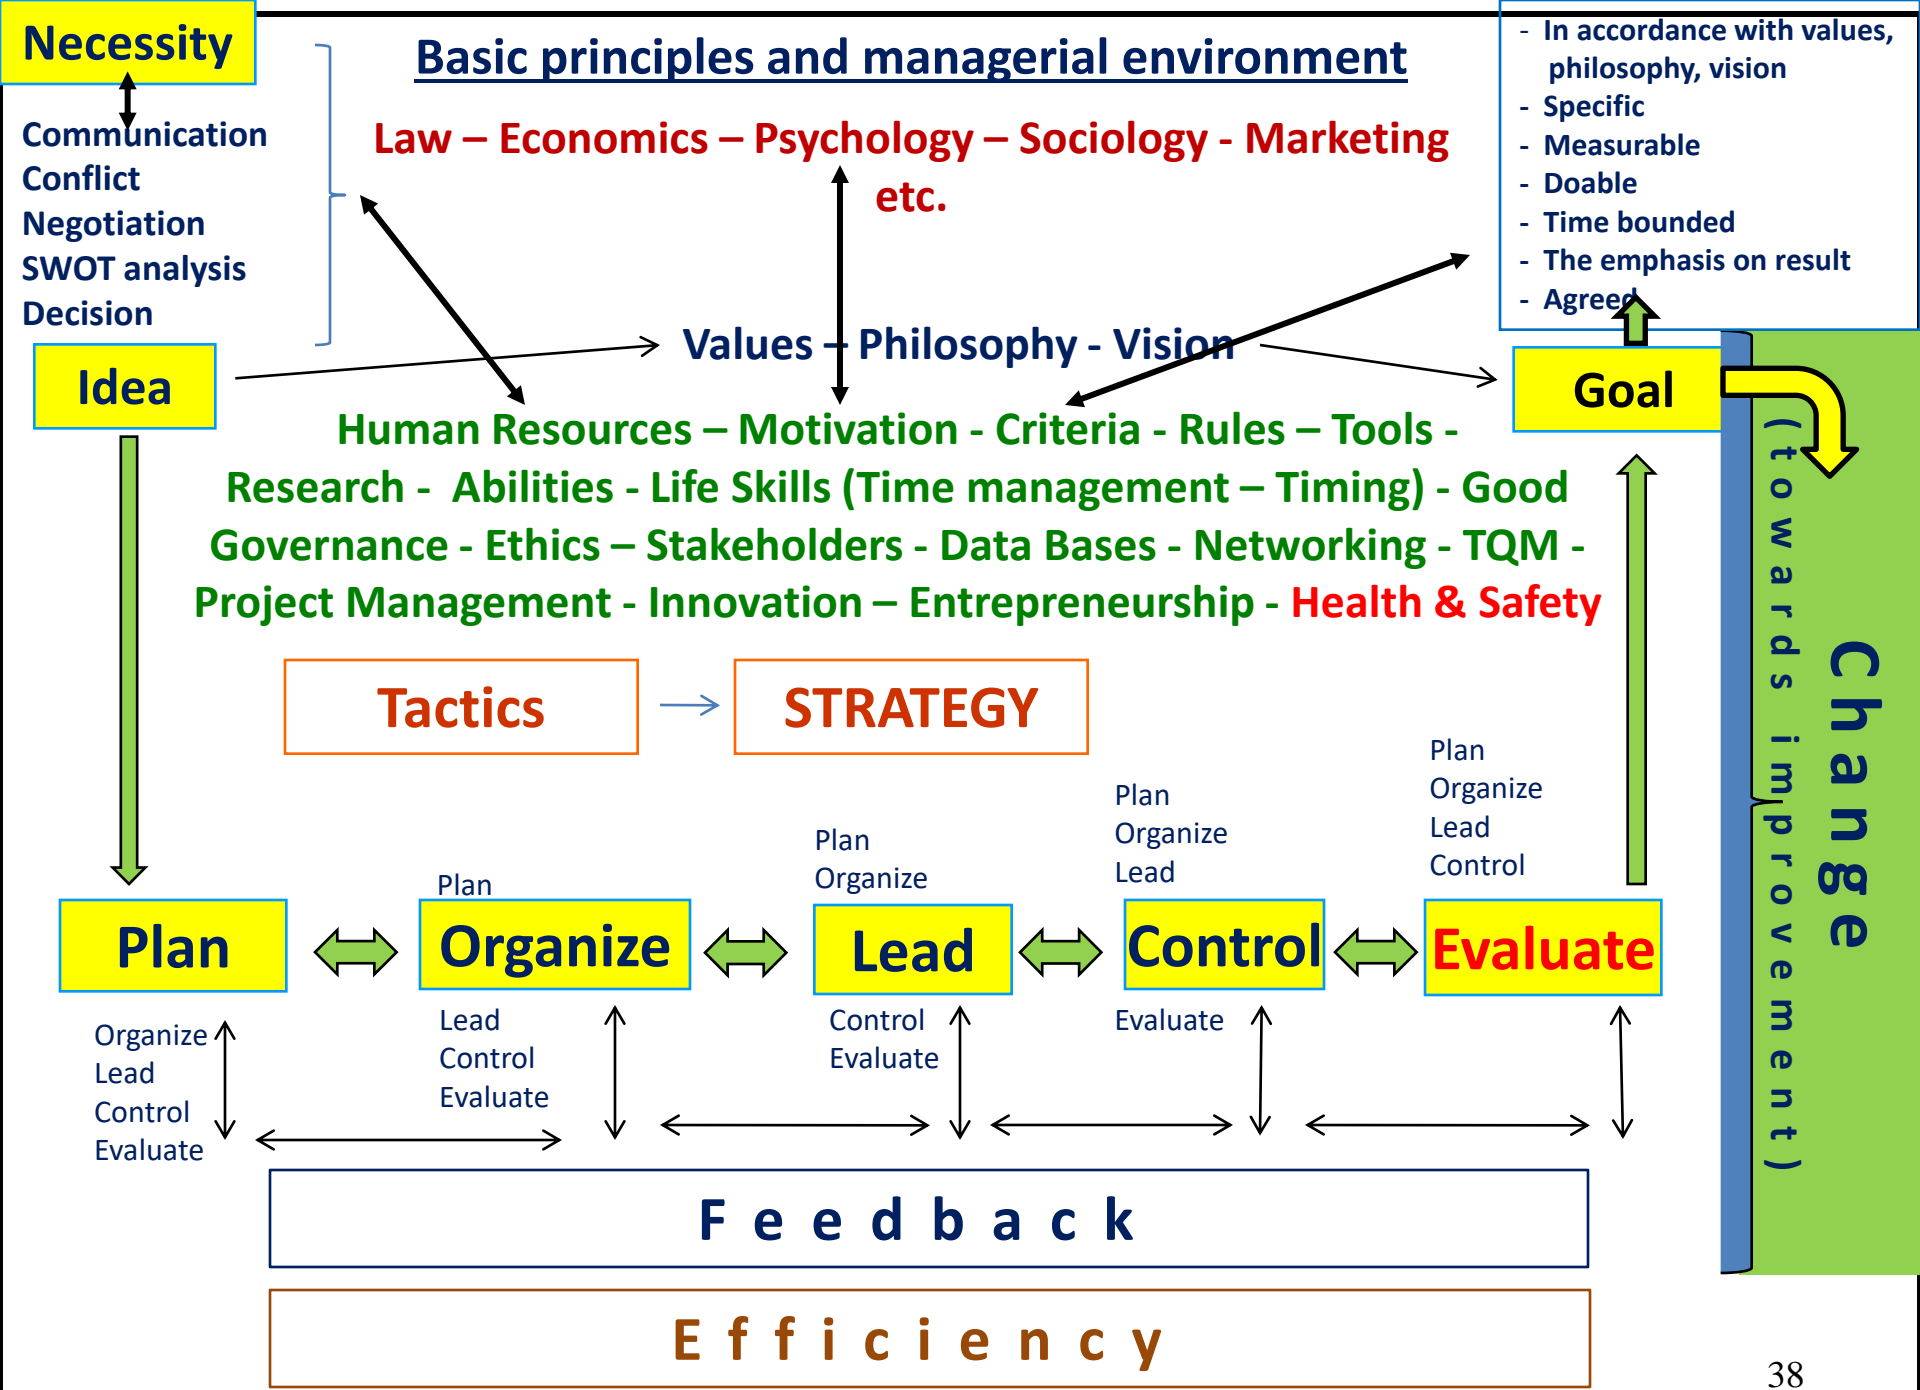 Necessity
Communication
Conflict
Negotiation
SWOT analysis
Decision
Idea
Basic principles and managerial environment
Law – Economics – Psychology – Sociology - Marketing
etc.
Values – Philosophy - Vision
- In accordance with values,
philosophy, vision
- Specific
- Measurable
- Doable
- Time bounded
- The emphasis on result
- Agreed
Goal
Human Resources – Motivation - Criteria - Rules – Tools -
Research - Abilities - Life Skills (Time management – Timing) - Good
Governance - Ethics – Stakeholders - Data Bases - Networking - TQM -
Project Management - Innovation – Entrepreneurship - Health & Safety
Tactics
STRATEGY
Plan
Organize
Lead
Control
Evaluate
Plan
Organize
Lead
Control
Evaluate
Plan
Organize
Lead
Control
Evaluate
Plan
Organize
Lead
Control
Evaluate
Plan
Organize
Lead
Control
Evaluate
Change
(towards improvement)
Feedback
Efficiency
38